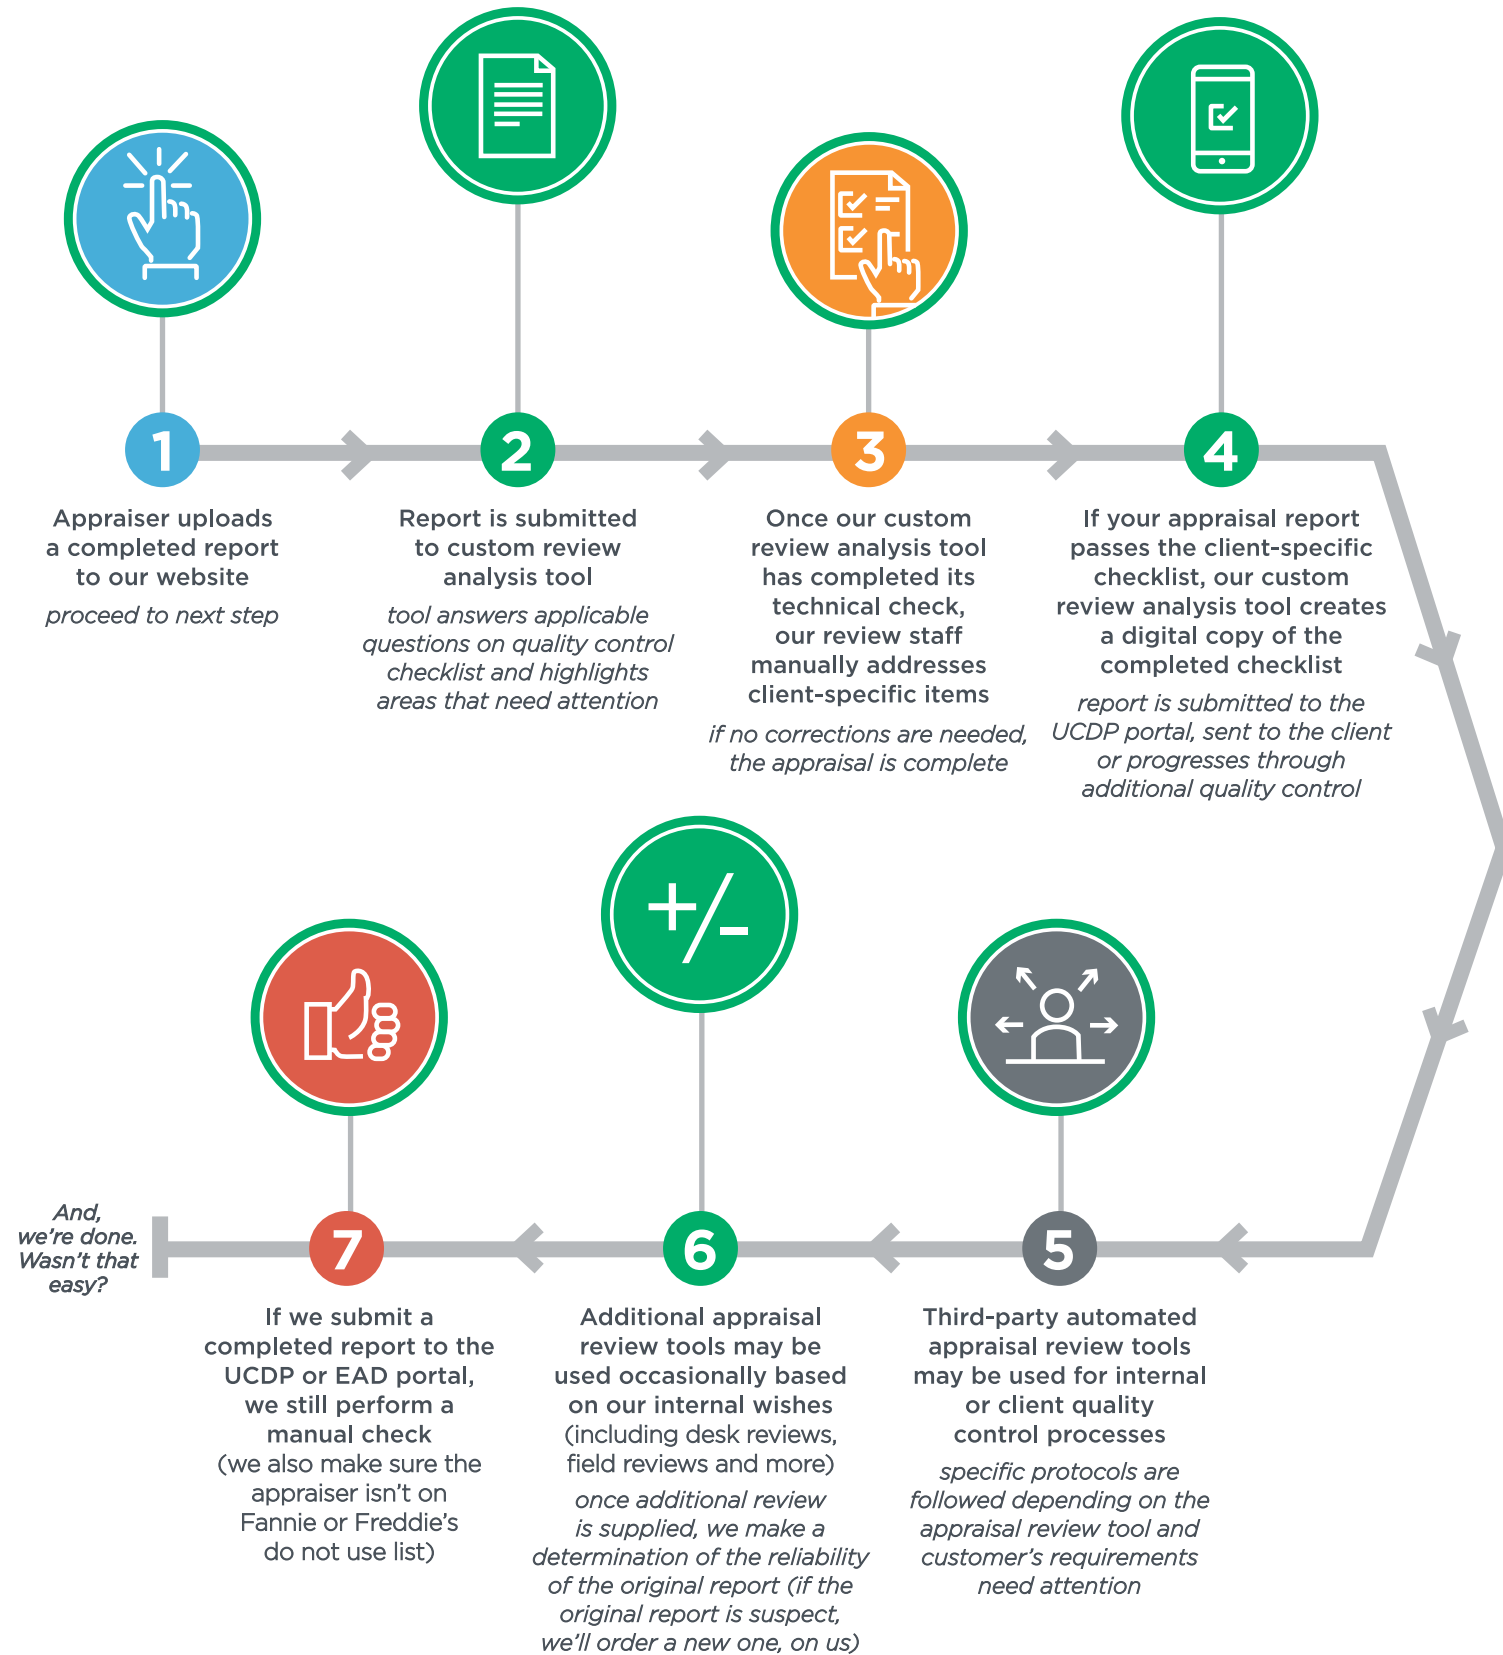 1
Appraiser uploads
a completed report
to our website
proceed to next step
2
Report is submitted
to custom review
analysis tool
tool answers applicable
questions on quality control
checklist and highlights
areas that need attention
3
Once our custom
review analysis tool
has completed its
technical check,
our review staff
manually addresses
client-specific items
if no corrections are needed,
the appraisal is complete
4
If your appraisal report
passes the client-specific
checklist, our custom
review analysis tool creates
a digital copy of the
completed checklist
report is submitted to the
UCDP portal, sent to the client
or progresses through
additional quality control
5
Third-party automated
appraisal review tools
may be used for internal
or client quality
control processes
specific protocols are
followed depending on the
appraisal review tool and
customer's requirements
need attention
+/-
6
Additional appraisal
review tools may be
used occasionally based
on our internal wishes
(including desk reviews,
field reviews and more)
once additional review
is supplied, we make a
determination of the reliability
of the original report (if the
original report is suspect,
we'll order a new one, on us)
7
If we submit a
completed report to the
UCDP or EAD portal,
we still perform a
manual check
(we also make sure the
appraiser isn't on
Fannie or Freddie's
do not use list)
And,
we're done.
Wasn't that
easy?